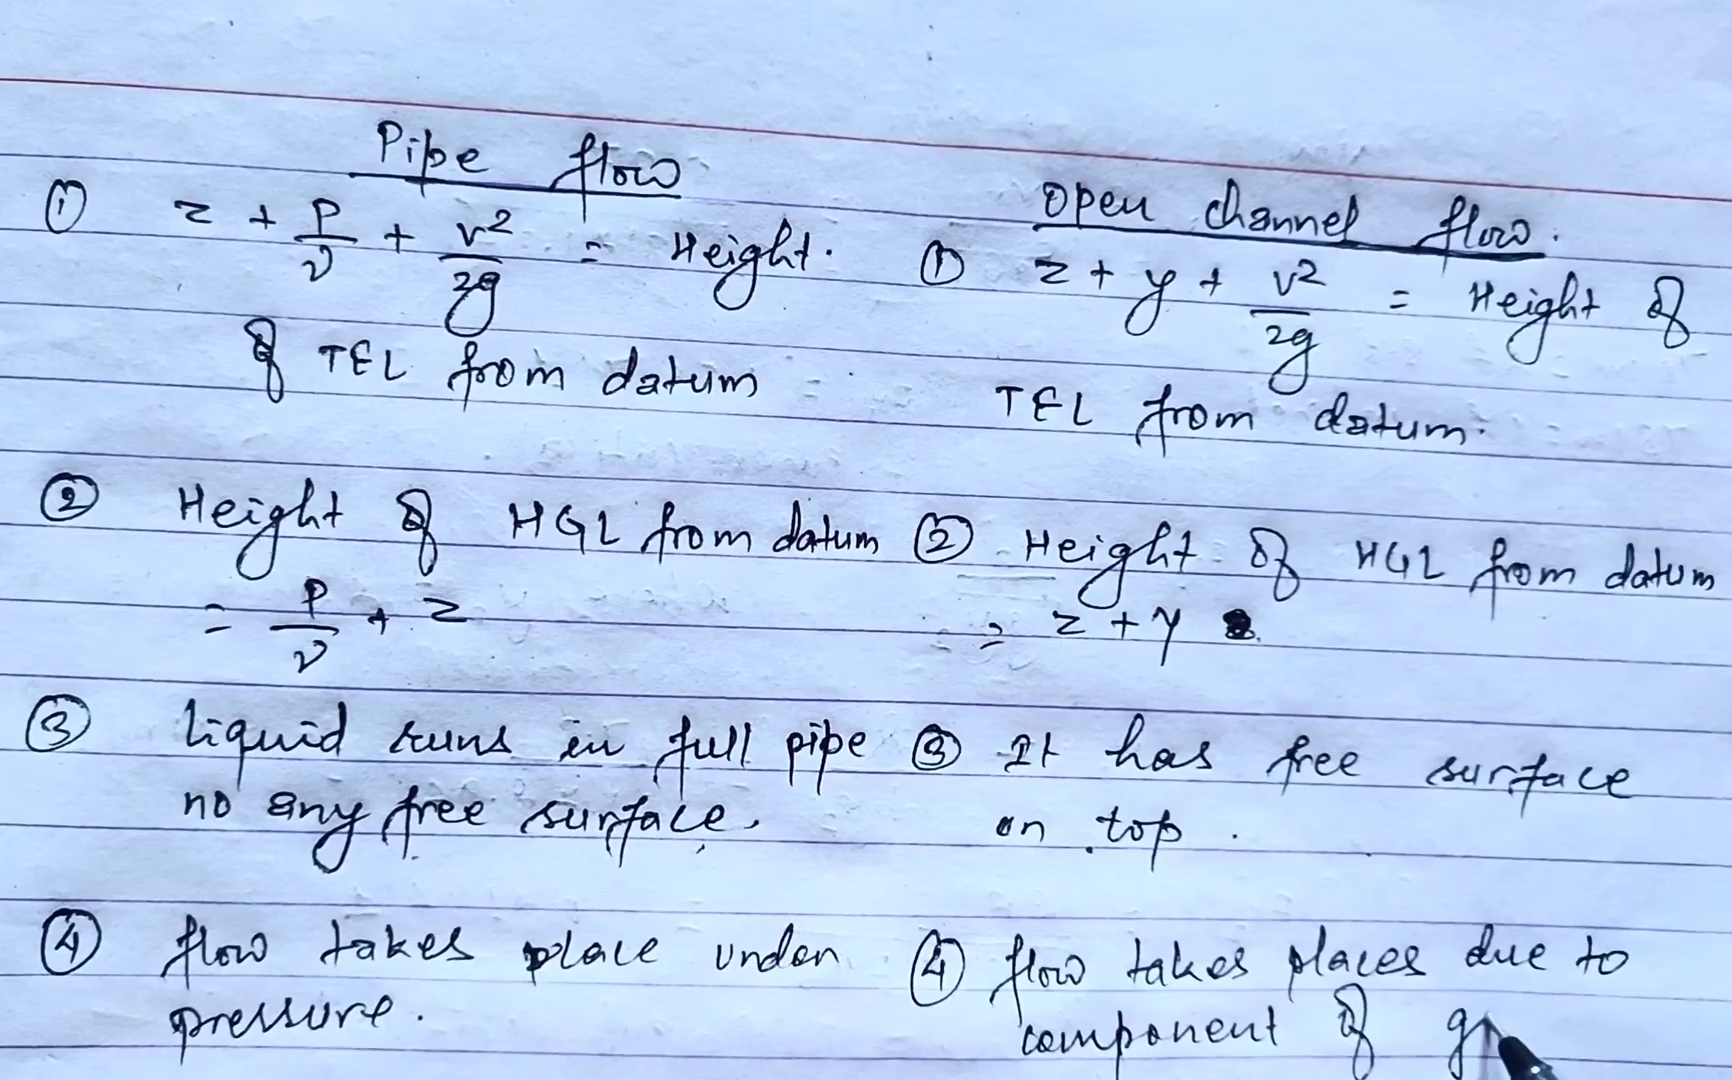 Pipe flow
① z + P/ν + v²/2g = Height.
of TEL from datum
② Height of HGL from datum
= P/ν + z
③ liquid runs in full pipe
no any free surface.
④ flow takes place under
pressure.
open channel flow.
① z + y + v²/2g = Height of
TEL from datum.
② Height of HGL from datum
= z + y
③ It has free surface
on top.
④ flow takes places due to
component of g